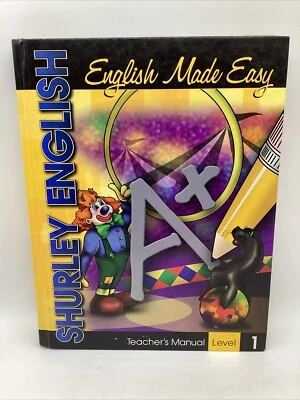 SHURLEY ENGLISH
English Made Easy
A+
Teacher's Manual Level 1